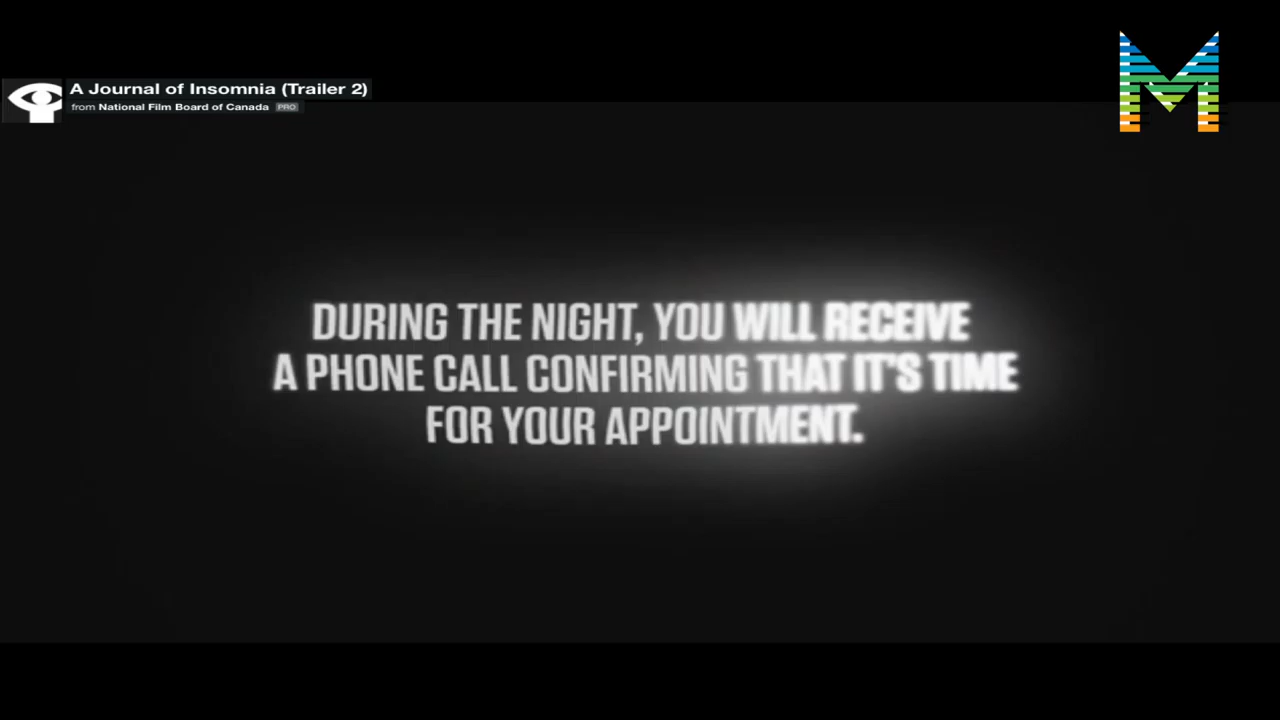 A Journal of Insomnia (Trailer 2)
from National Film Board of Canada PRO
M
DURING THE NIGHT, YOU WILL RECEIVE
A PHONE CALL CONFIRMING THAT IT'S TIME
FOR YOUR APPOINTMENT.